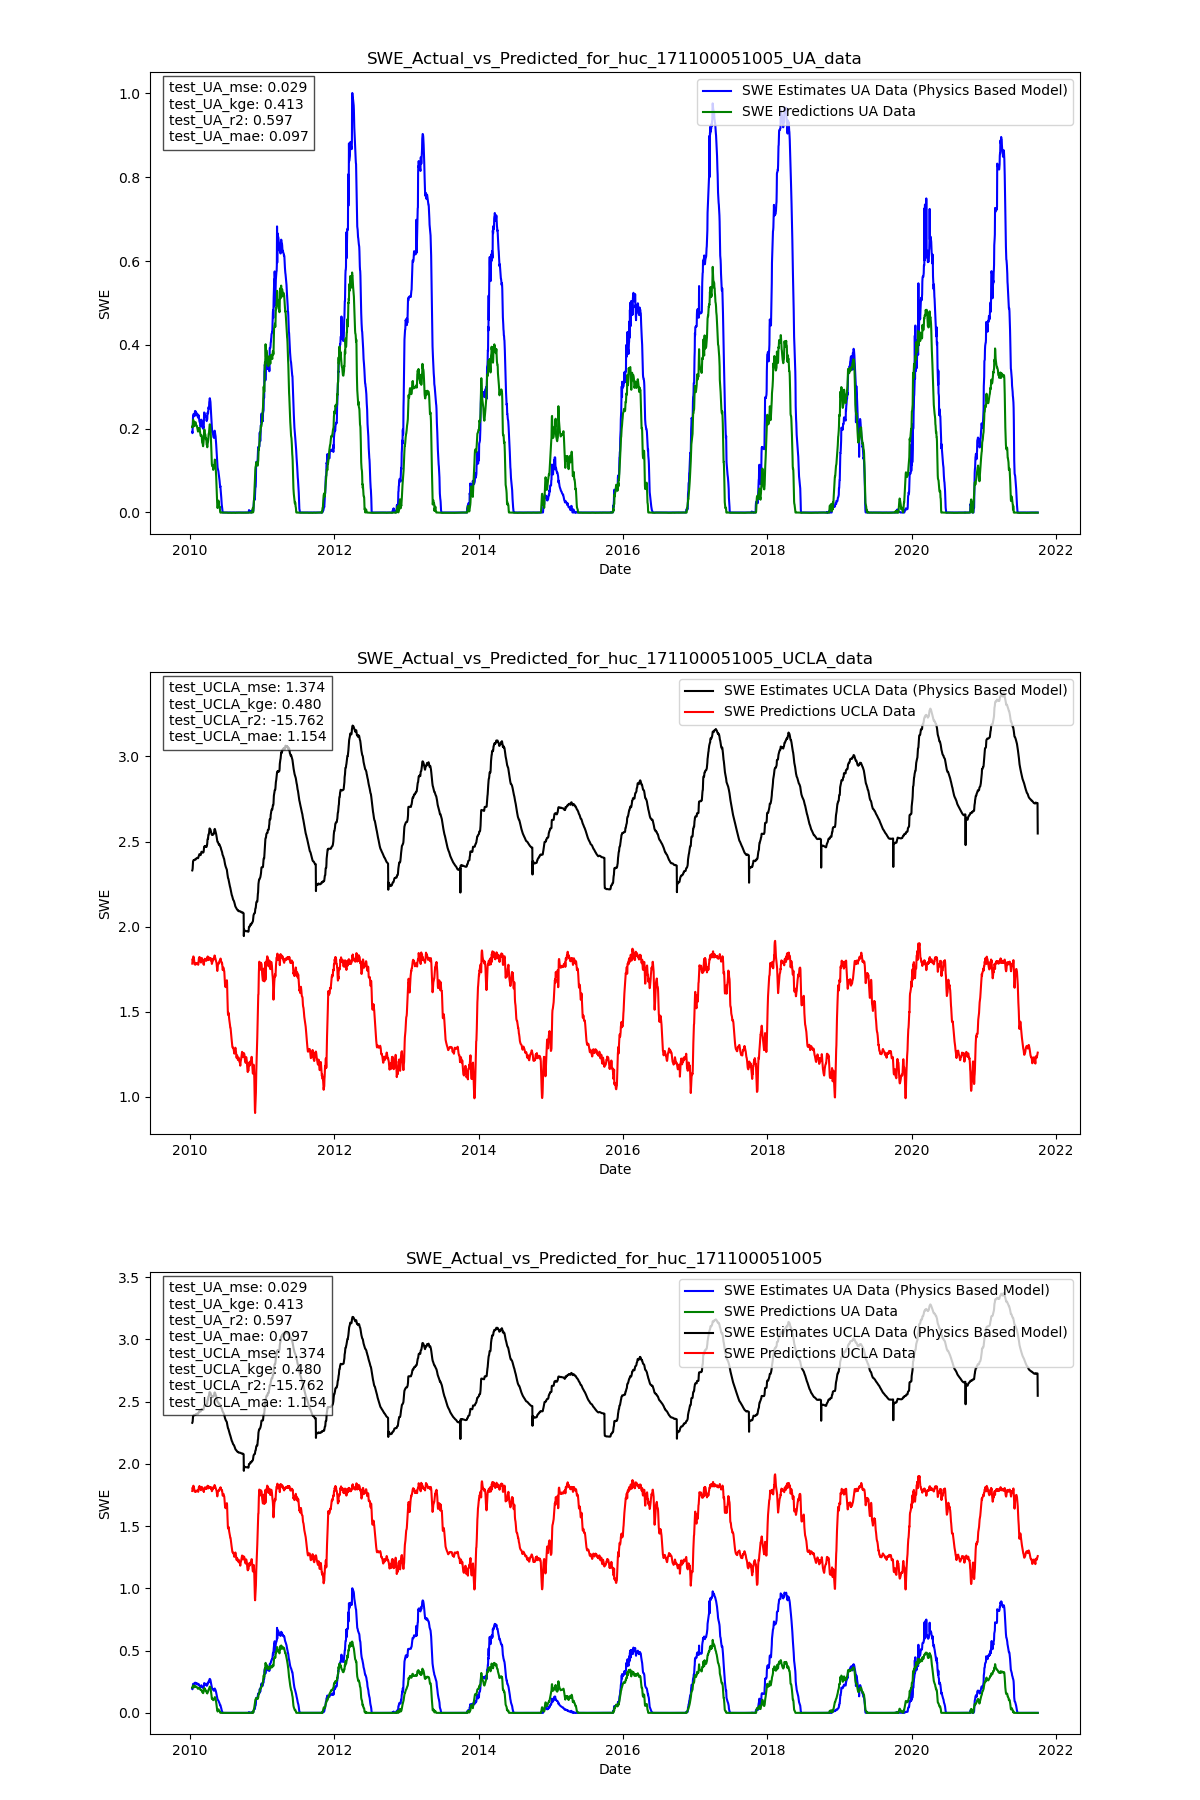 SWE_Actual_vs_Predicted_for_huc_171100051005_UA_data
test_UA_mse: 0.029
test_UA_kge: 0.413
test_UA_r2: 0.597
test_UA_mae: 0.097
SWE Estimates UA Data (Physics Based Model)
SWE Predictions UA Data
1.0
0.8
0.6
0.4
0.2
0.0
SWE
2010 2012 2014 2016 2018 2020 2022
Date
SWE_Actual_vs_Predicted_for_huc_171100051005_UCLA_data
test_UCLA_mse: 1.374
test_UCLA_kge: 0.480
test_UCLA_r2: -15.762
test_UCLA_mae: 1.154
SWE Estimates UCLA Data (Physics Based Model)
SWE Predictions UCLA Data
3.0
2.5
2.0
1.5
1.0
SWE
2010 2012 2014 2016 2018 2020 2022
Date
SWE_Actual_vs_Predicted_for_huc_171100051005
test_UA_mse: 0.029
test_UA_kge: 0.413
test_UA_r2: 0.597
test_UA_mae: 0.097
test_UCLA_mse: 1.374
test_UCLA_kge: 0.480
test_UCLA_r2: -15.762
test_UCLA_mae: 1.154
SWE Estimates UA Data (Physics Based Model)
SWE Predictions UA Data
SWE Estimates UCLA Data (Physics Based Model)
SWE Predictions UCLA Data
3.5
3.0
2.5
2.0
1.5
1.0
0.5
0.0
SWE
2010 2012 2014 2016 2018 2020 2022
Date